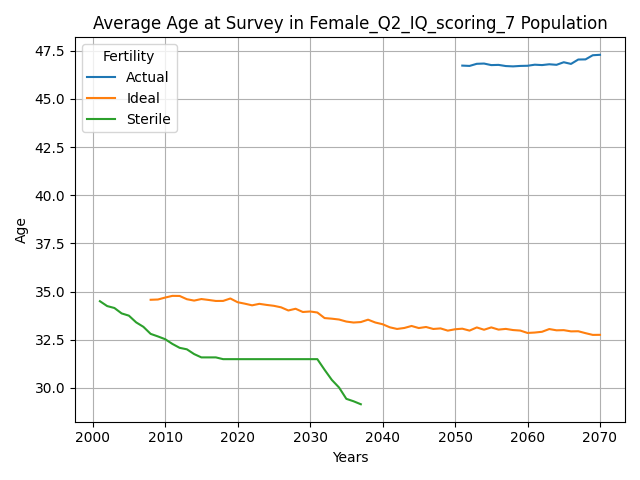 Average Age at Survey in Female_Q2_IQ_scoring_7 Population
Fertility
Actual
Ideal
Sterile
47.5
45.0
42.5
40.0
37.5
35.0
32.5
30.0
Age
2000 2010 2020 2030 2040 2050 2060 2070
Years